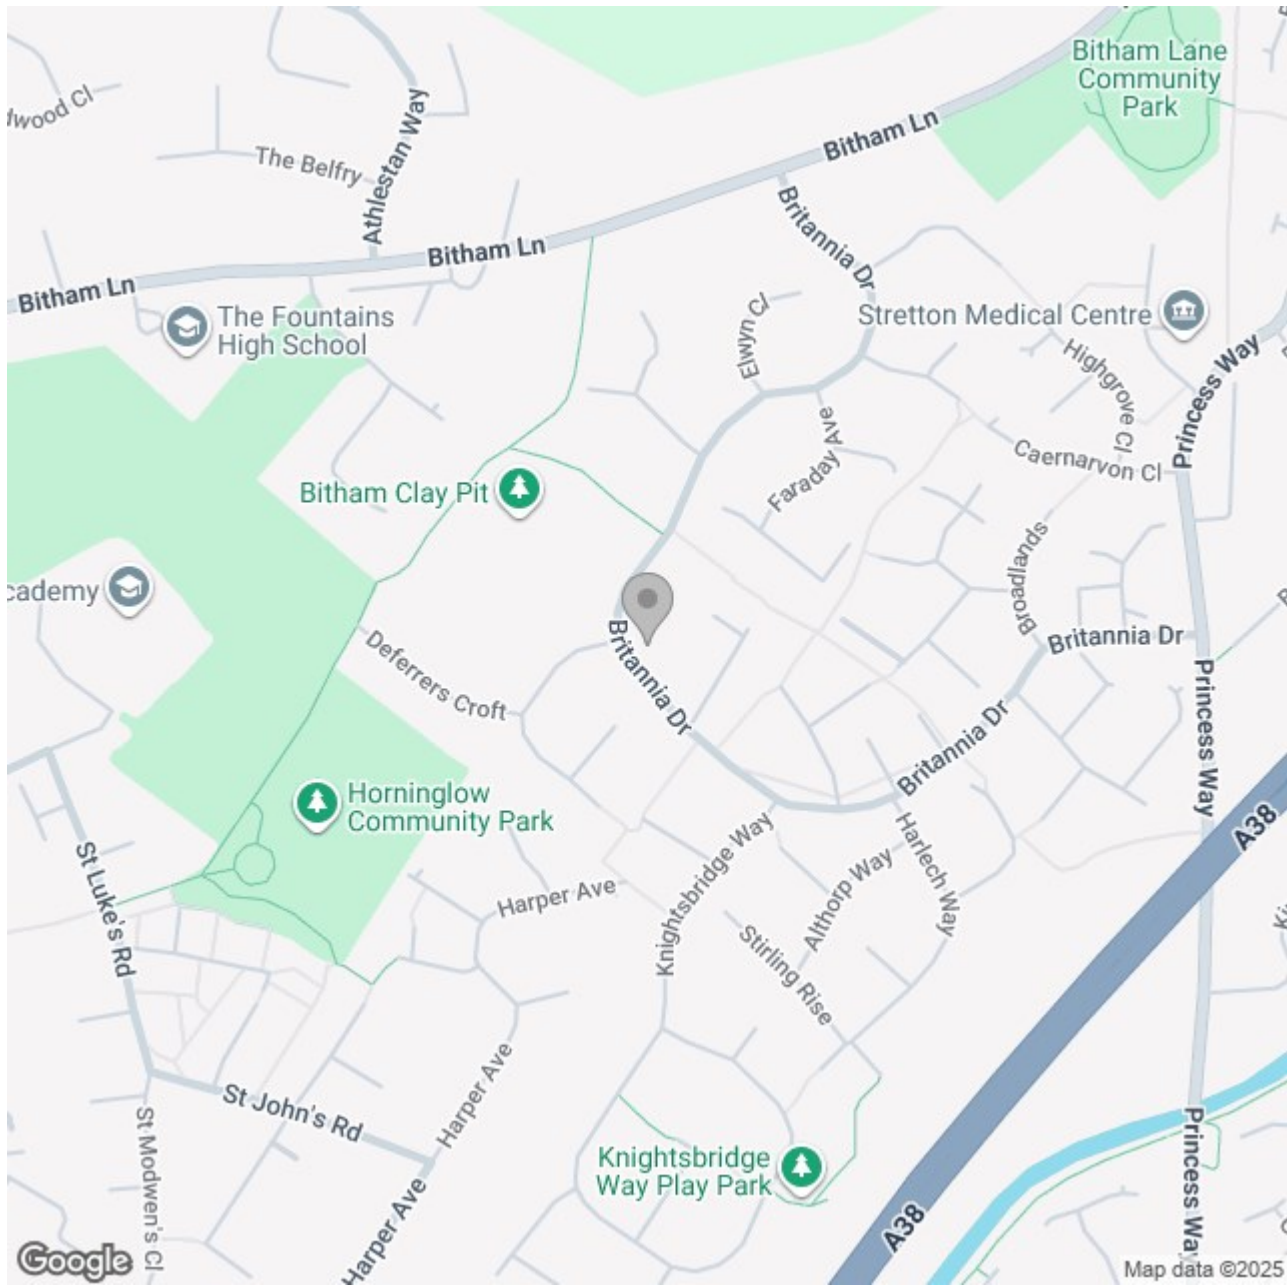 Bitham Lane
Community
Park
dwood Cl
The Belfry
Athlestan Way
Bitham Ln
Bitham Ln
Bitham Ln
Britannia Dr
The Fountains
High School
Elwyn Cl
Stretton Medical Centre
Highgrove Cl
Princess Way
Faraday Ave
Caernarvon Cl
Bitham Clay Pit
Broadlands
cademy
Britannia Dr
Britannia Dr
Deferrers Croft
Princess Way
Britannia Dr
Horninglow
Community Park
A38
St Luke's Rd
Knightsbridge Way
Harlech Way
Althorp Way
Harper Ave
Stirling Rise
Harper Ave
St John's Rd
St Modwen's Cl
Knightsbridge
Way Play Park
Princess Way
Harper Ave
A38
Google
Map data ©2025